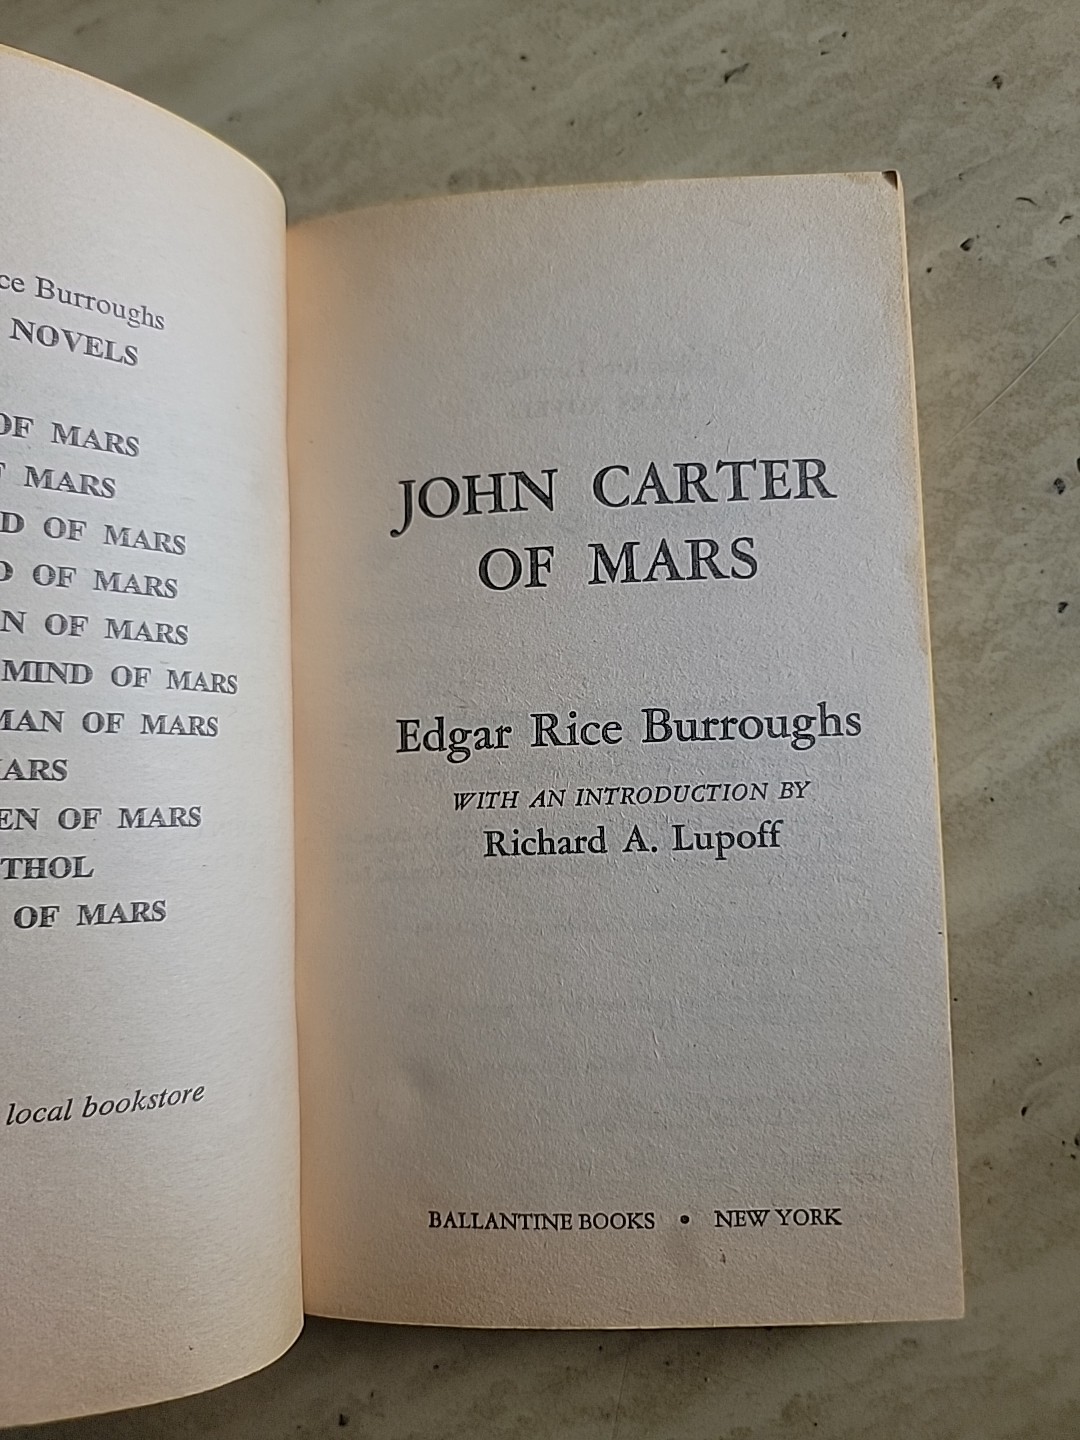 ce Burroughs
NOVELS
OF MARS
MARS
D OF MARS
OF MARS
N OF MARS
MIND OF MARS
MAN OF MARS
ARS
EN OF MARS
THOL
OF MARS
local bookstore
JOHN CARTER
OF MARS
Edgar Rice Burroughs
WITH AN INTRODUCTION BY
Richard A. Lupoff
BALLANTINE BOOKS • NEW YORK